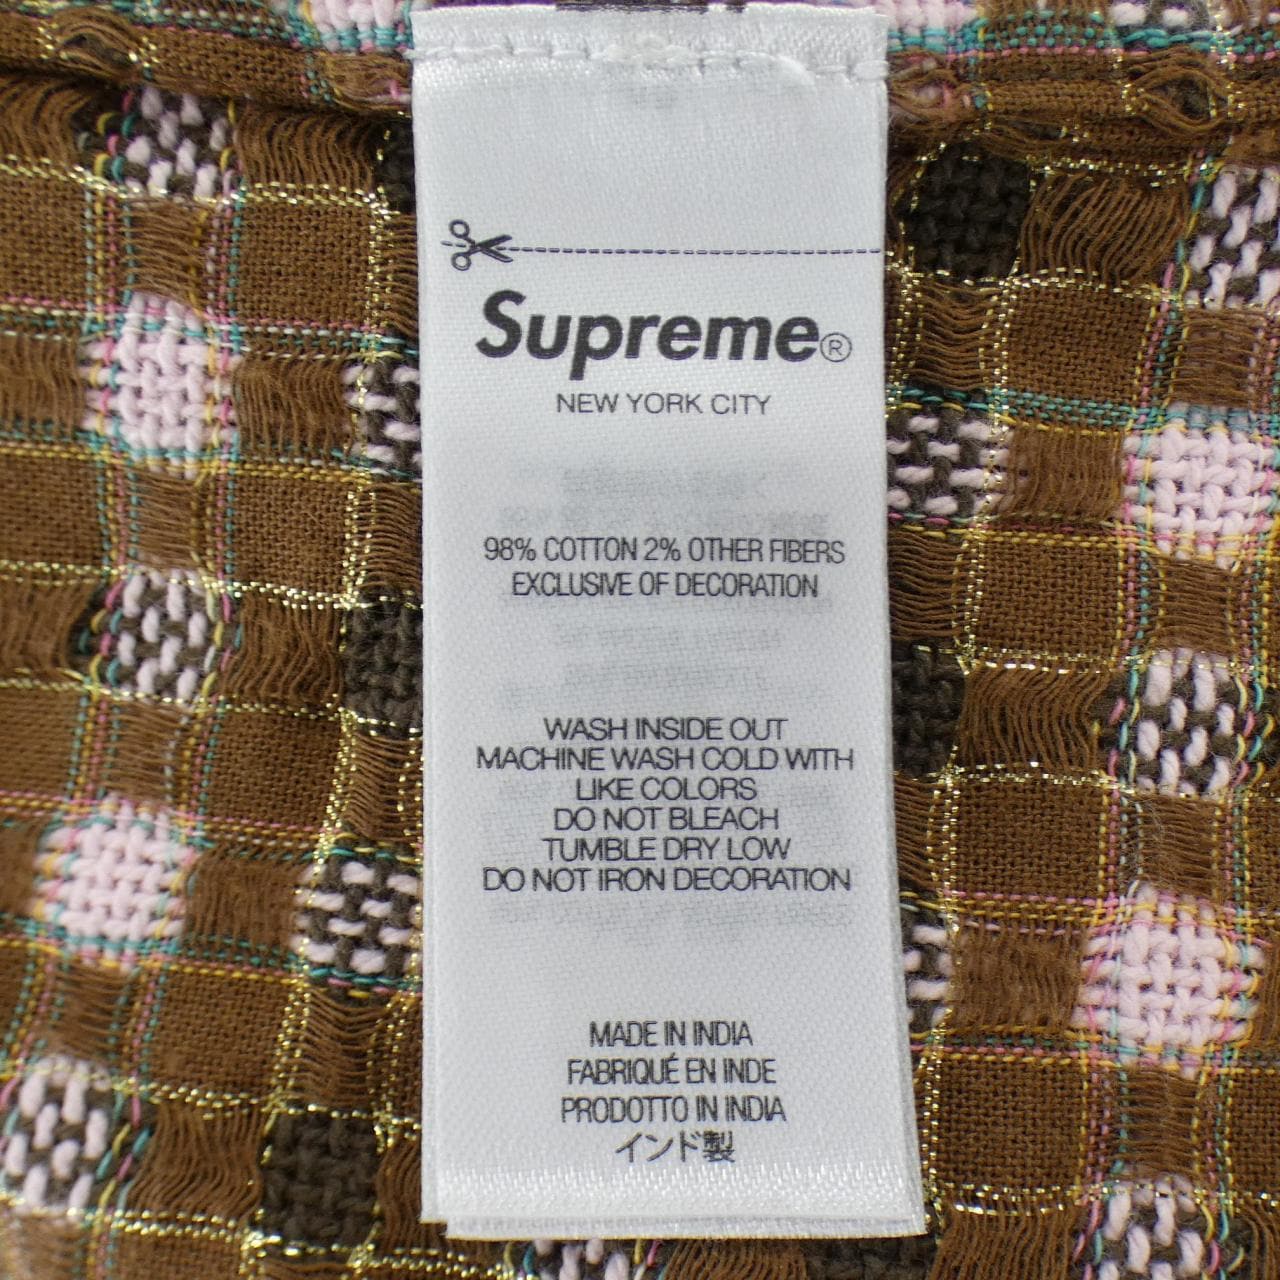 Supreme®
NEW YORK CITY
98% COTTON 2% OTHER FIBERS
EXCLUSIVE OF DECORATION
WASH INSIDE OUT
MACHINE WASH COLD WITH
LIKE COLORS
DO NOT BLEACH
TUMBLE DRY LOW
DO NOT IRON DECORATION
MADE IN INDIA
FABRIQUÉ EN INDE
PRODOTTO IN INDIA
インド製